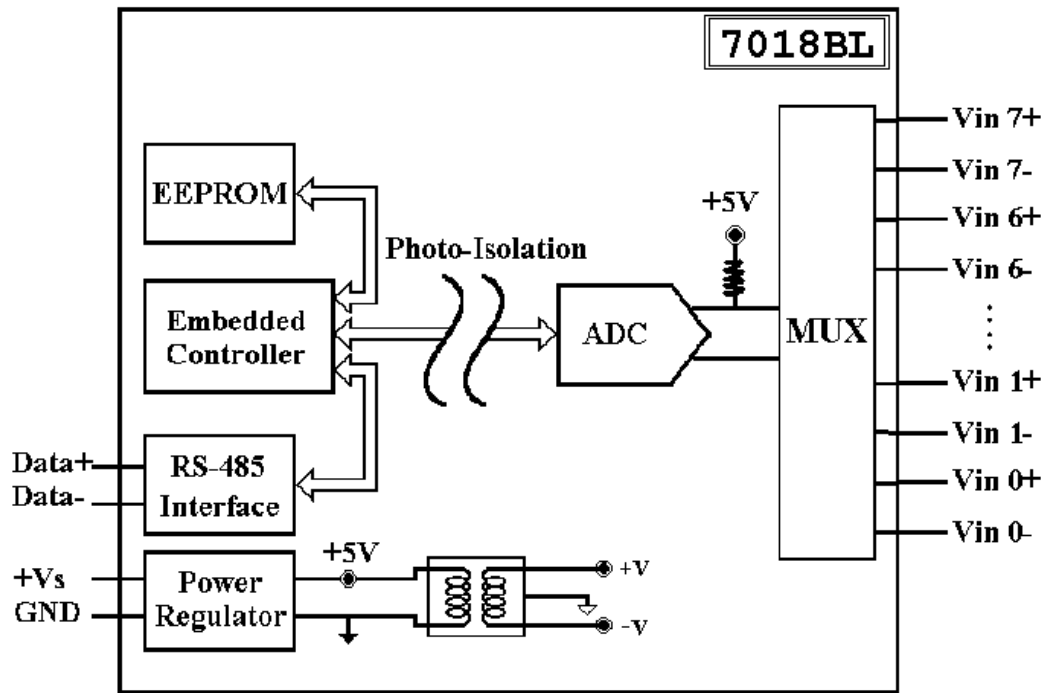 7018BL
Vin 7+
Vin 7-
Vin 6+
Vin 6-
Vin 1+
Vin 1-
Vin 0+
Vin 0-
EEPROM
+5V
Photo-Isolation
Embedded
Controller
ADC
MUX
Data+
Data-
RS-485
Interface
+Vs
GND
Power
Regulator
+5V
+V
-V